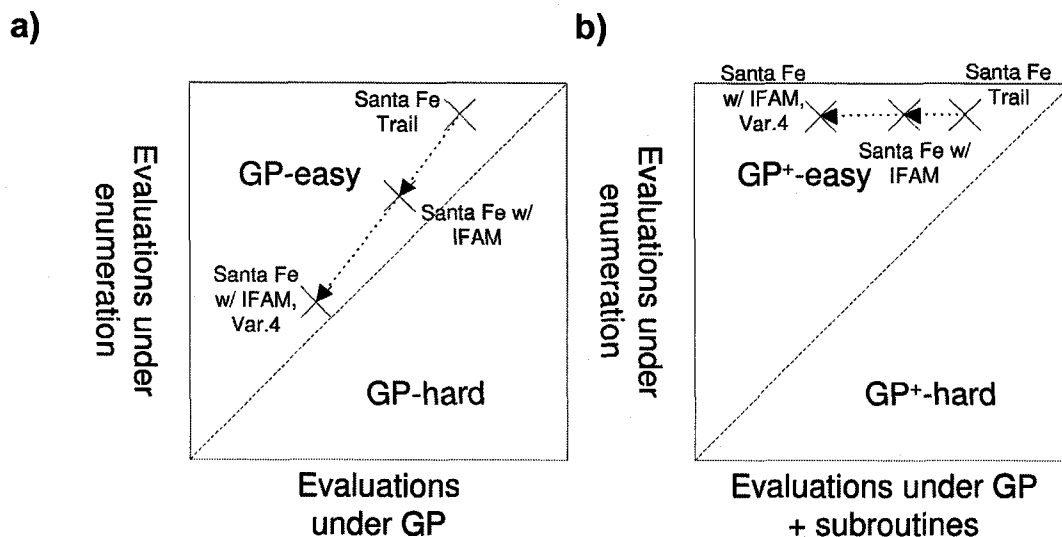 a)
Evaluations under
enumeration
Santa Fe
Trail
GP-easy
Santa Fe w/
IFAM
Santa Fe
w/ IFAM,
Var.4
GP-hard
Evaluations
under GP
b)
Evaluations under
enumeration
Santa Fe
w/ IFAM,
Var.4
Santa Fe
Trail
Santa Fe w/
IFAM
GP⁺-easy
GP⁺-hard
Evaluations under GP
+ subroutines